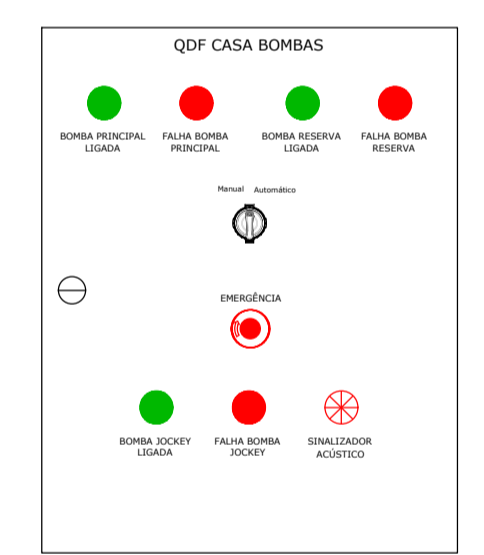 QDF CASA BOMBAS
BOMBA PRINCIPAL
LIGADA
FALHA BOMBA
PRINCIPAL
BOMBA RESERVA
LIGADA
FALHA BOMBA
RESERVA
Manual Automático
EMERGÊNCIA
BOMBA JOCKEY
LIGADA
FALHA BOMBA
JOCKEY
SINALIZADOR
ACÚSTICO